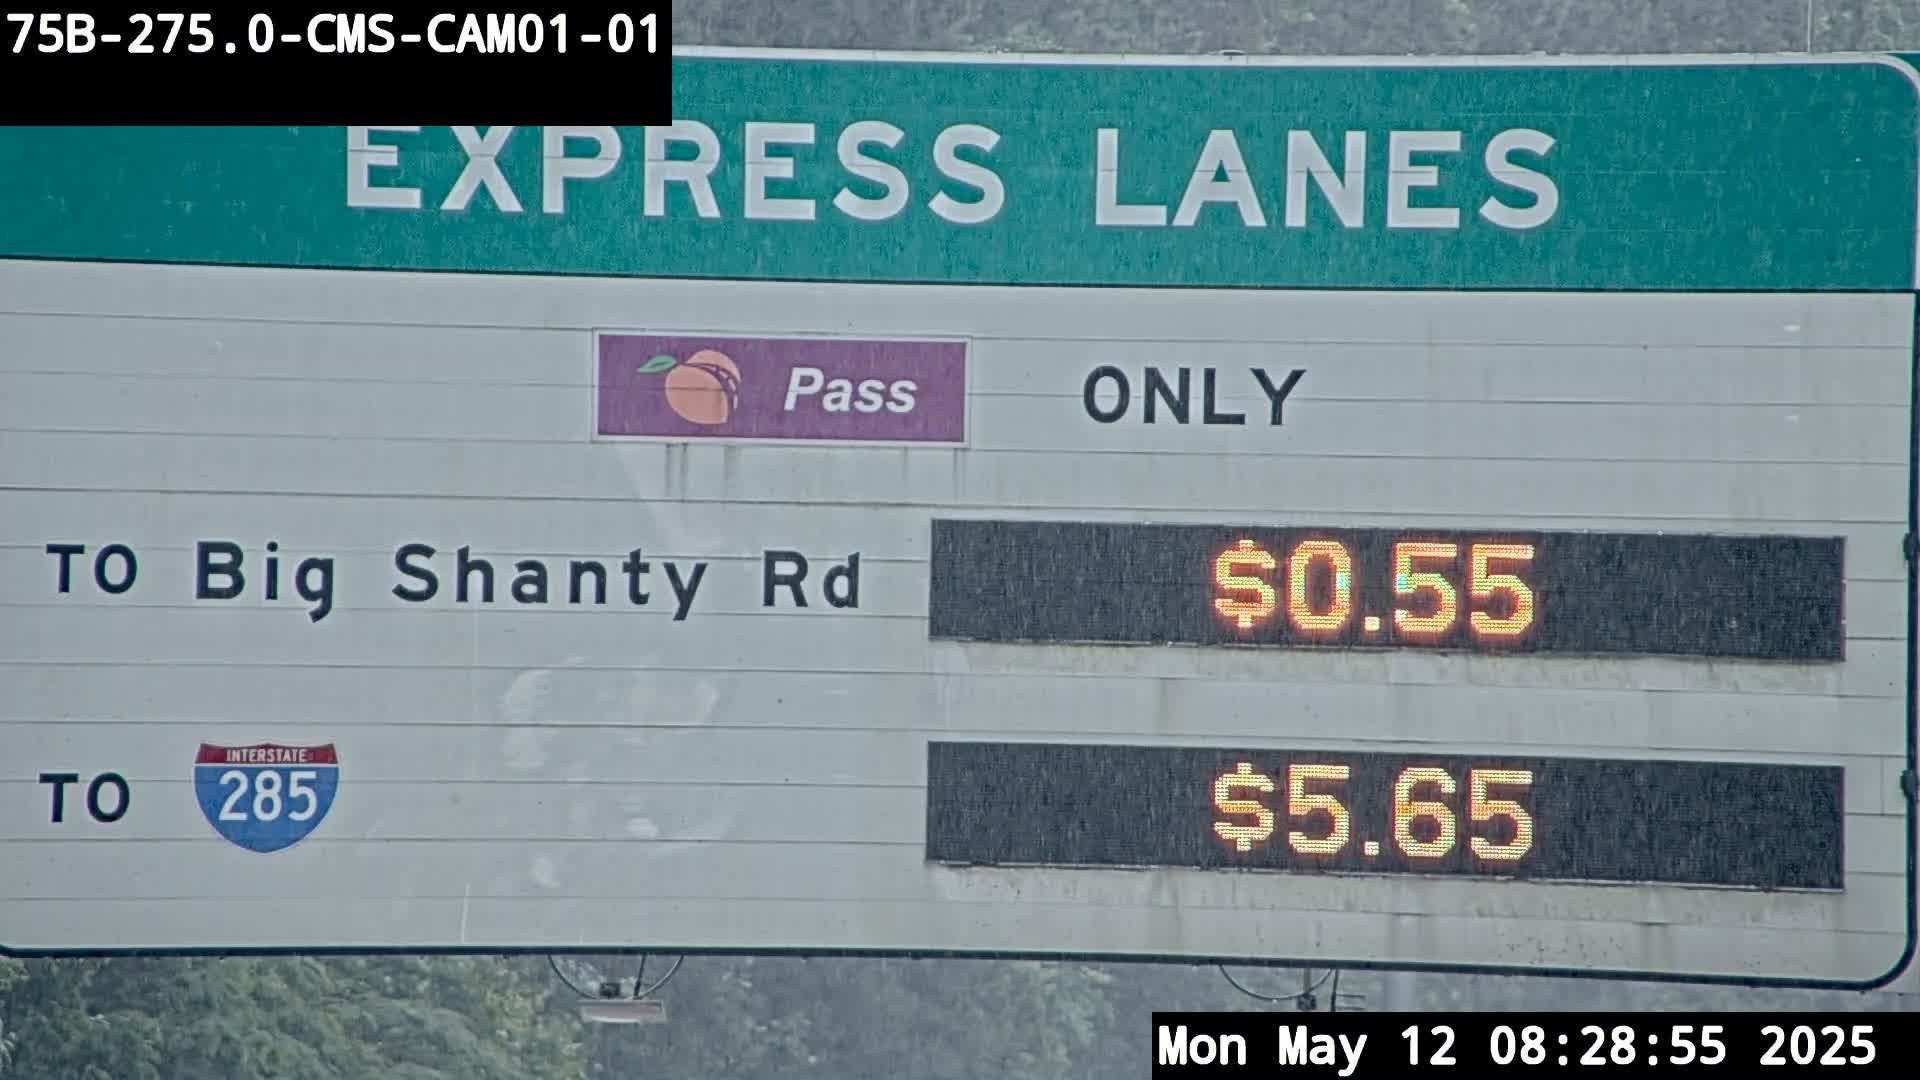 75B-275.0-CMS-CAM01-01
EXPRESS LANES
Pass ONLY
TO Big Shanty Rd $0.55
INTERSTATE
TO 285 $5.65
Mon May 12 08:28:55 2025